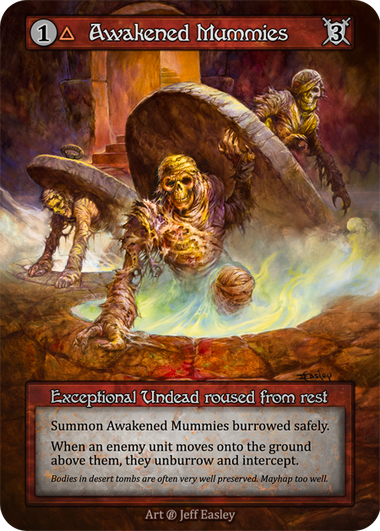 1 Awakened Mummies 3
Easley
Exceptional Undead roused from rest
Summon Awakened Mummies burrowed safely.
When an enemy unit moves onto the ground
above them, they unburrow and intercept.
Bodies in desert tombs are often very well preserved. Mayhap too well.
Art @ Jeff Easley